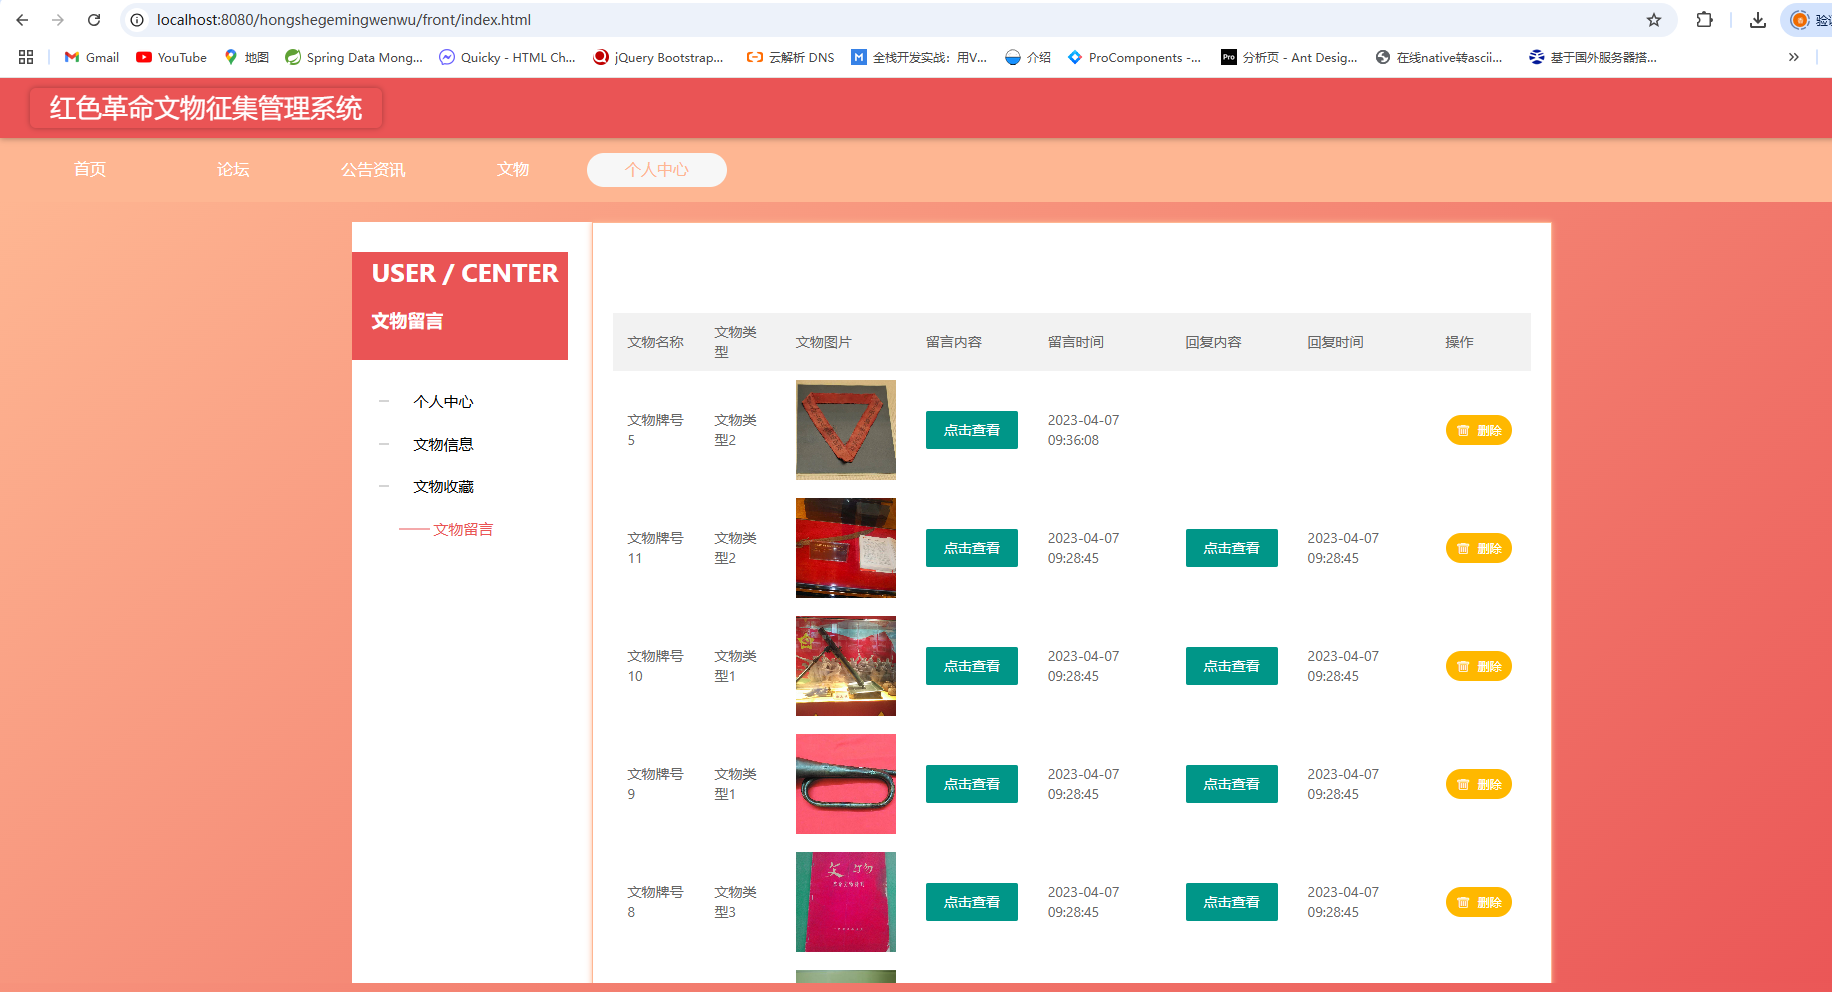 localhost:8080/hongshegemingwenwu/front/index.html
Gmail
YouTube
地图
Spring Data Mong...
Quicky - HTML Ch...
jQuery Bootstrap...
云解析 DNS
全栈开发实战：用V...
介绍
ProComponents -...
分析页 - Ant Desig...
在线native转ascii...
基于国外服务器搭...
红色革命文物征集管理系统
首页
论坛
公告资讯
文物
个人中心
USER / CENTER
文物留言
个人中心
文物信息
文物收藏
文物留言
文物名称
文物类
型
文物图片
留言内容
留言时间
回复内容
回复时间
操作
文物牌号
5
文物类
型2
点击查看
2023-04-07
09:36:08
删除
文物牌号
11
文物类
型2
点击查看
2023-04-07
09:28:45
点击查看
2023-04-07
09:28:45
删除
文物牌号
10
文物类
型1
点击查看
2023-04-07
09:28:45
点击查看
2023-04-07
09:28:45
删除
文物牌号
9
文物类
型1
点击查看
2023-04-07
09:28:45
点击查看
2023-04-07
09:28:45
删除
文物牌号
8
文物类
型3
文物
点击查看
2023-04-07
09:28:45
点击查看
2023-04-07
09:28:45
删除